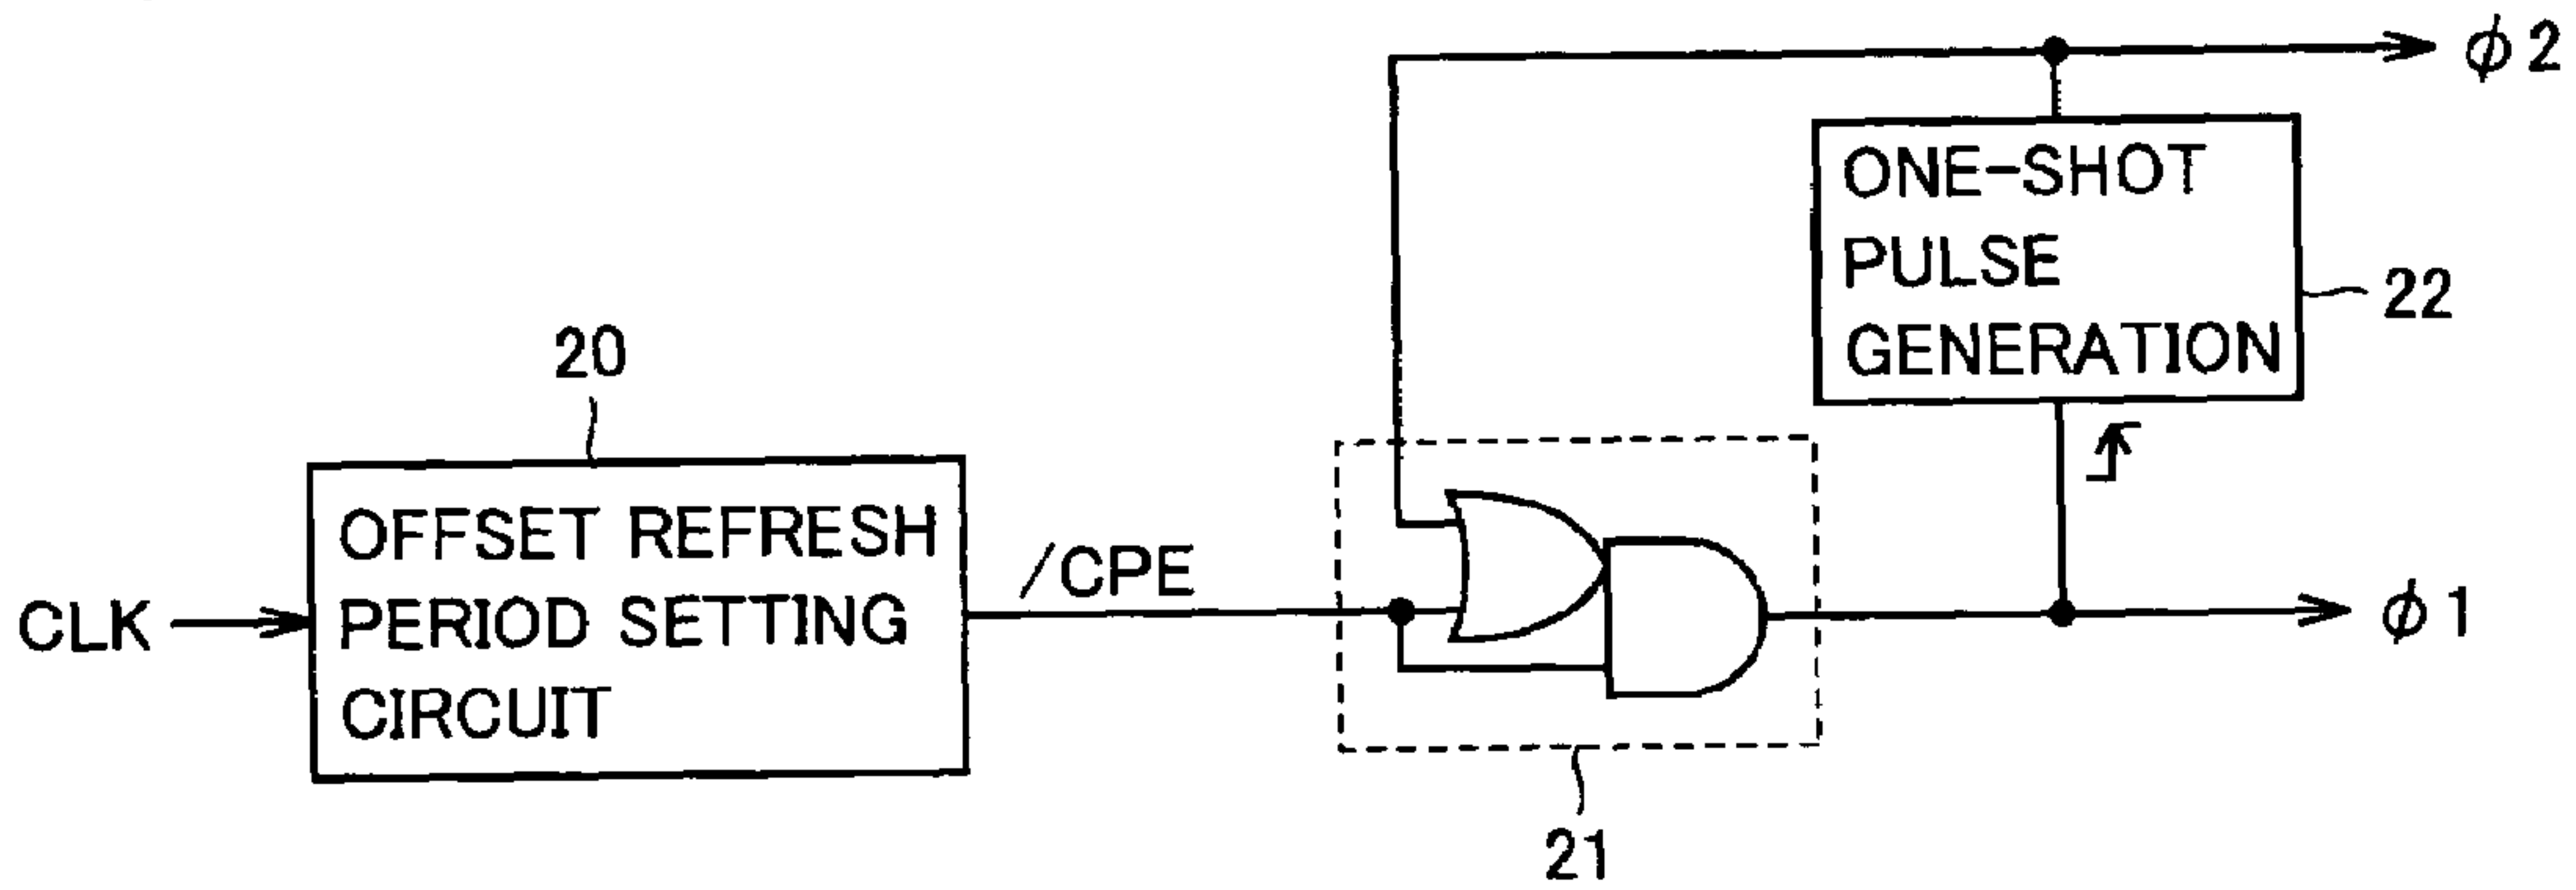 φ2
ONE-SHOT
PULSE
GENERATION
22
20
OFFSET REFRESH
PERIOD SETTING
CIRCUIT
CLK
/CPE
φ1
21